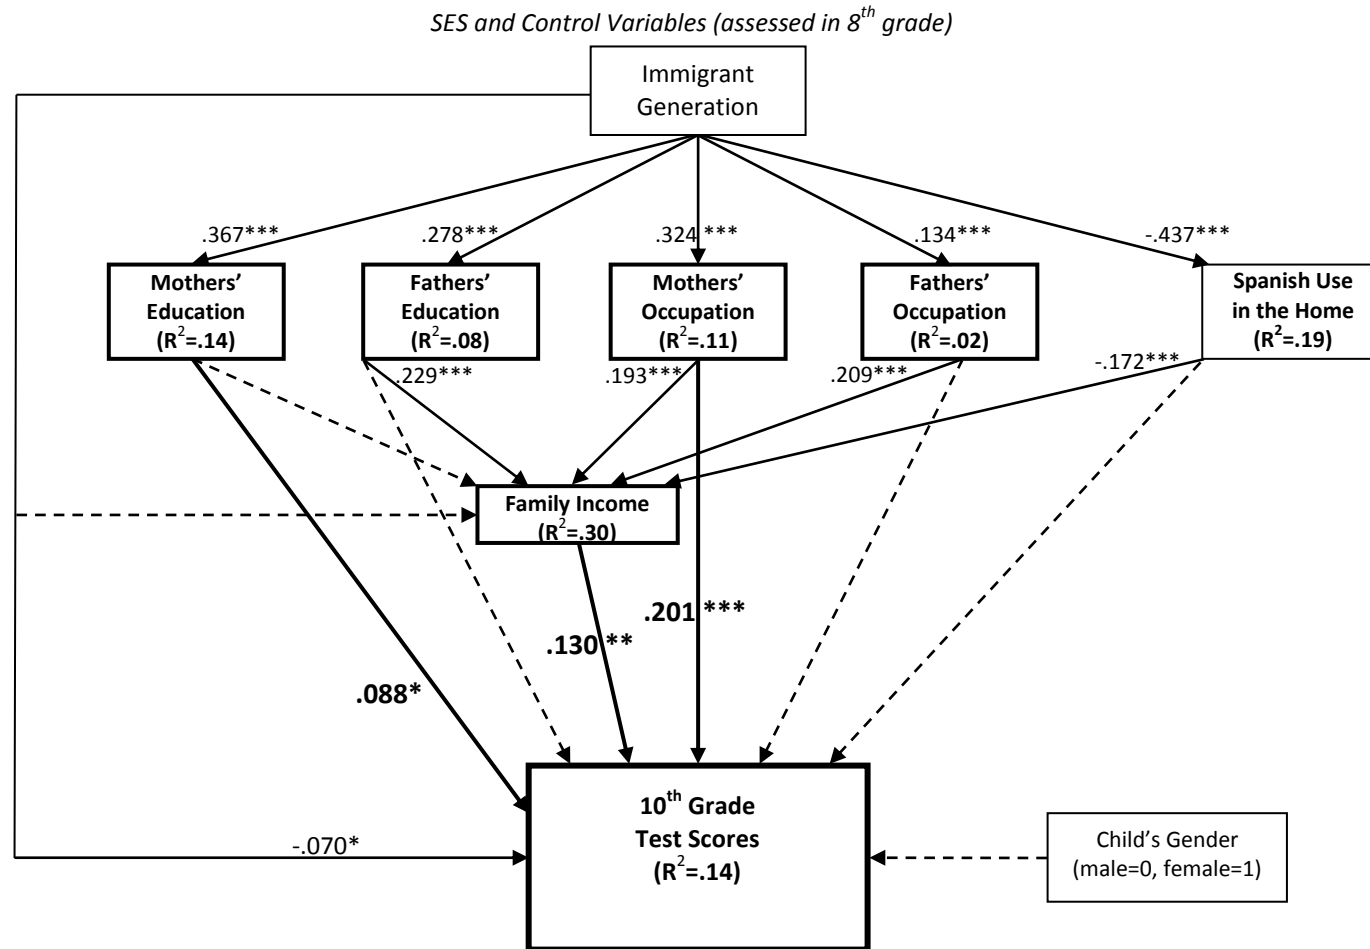 SES and Control Variables (assessed in 8th grade)
Immigrant
Generation
.367***
.278***
.324 ***
.134***
-.437***
Mothers’
Education
(R2=.14)
Fathers’
Education
(R2=.08)
Mothers’
Occupation
(R2=.11)
Fathers’
Occupation
(R2=.02)
Spanish Use
in the Home
(R2=.19)
.229***
.193***
.209***
-.172***
Family Income
(R2=.30)
.201 ***
.130 **
.088*
10th Grade
Test Scores
(R2=.14)
-.070*
Child’s Gender
(male=0, female=1)